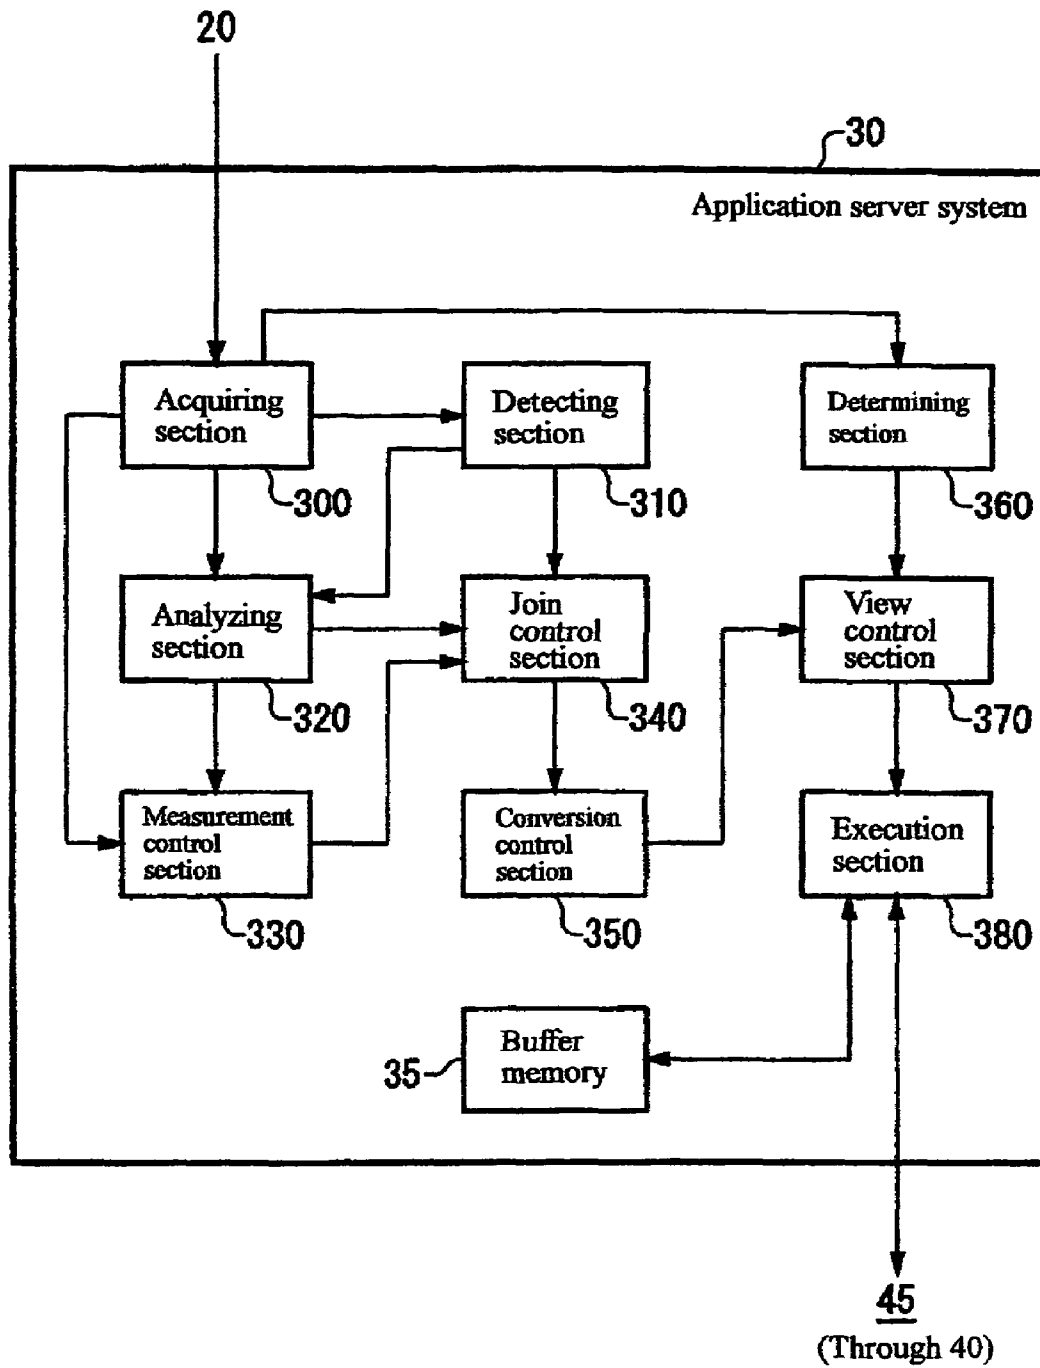 20
30
Application server system
Acquiring
section
300
Detecting
section
310
Determining
section
360
Analyzing
section
320
Join
control
section
340
View
control
section
370
Measurement
control
section
330
Conversion
control
section
350
Execution
section
380
35
Buffer
memory
45
(Through 40)